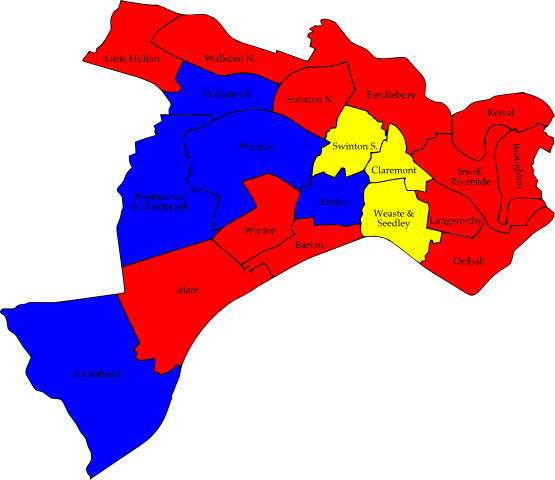 Little Hulton
Walkden N.
Walkden S.
Swinton N.
Pendlebury
Kersal
Worsley
Swinton S.
Claremont
Irwell
Riverside
Broughton
Boothstown
& Ellenbrook
Eccles
Weaste &
Seedley
Langworthy
Winton
Barton
Ordsall
Irlam
Cadishead